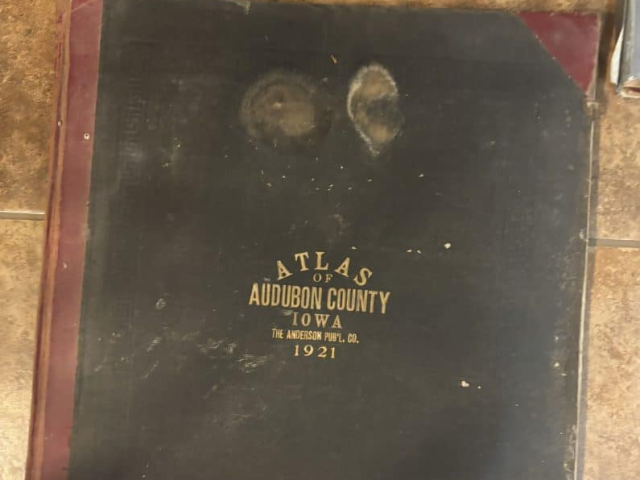 ATLAS
OF
AUDUBON COUNTY
IOWA
THE ANDERSON PUB'L. CO.
1921